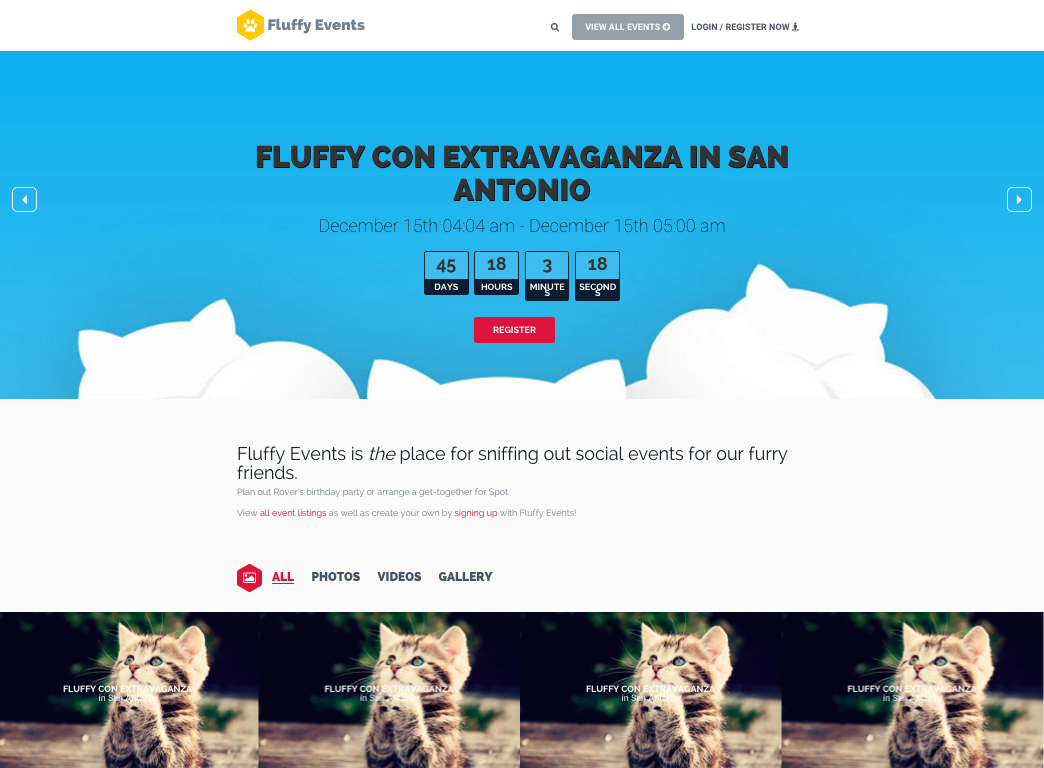 Fluffy Events
VIEW ALL EVENTS
LOGIN / REGISTER NOW
FLUFFY CON EXTRAVAGANZA IN SAN
ANTONIO
December 15th 04:04 am - December 15th 05:00 am
45 18 3 18
DAYS HOURS MINUTE SECOND
S S
REGISTER
Fluffy Events is the place for sniffing out social events for our furry
friends.
Plan out Rover's birthday party or arrange a get-together for Spot.
View all event listings as well as create your own by signing up with Fluffy Events!
ALL PHOTOS VIDEOS GALLERY
FLUFFY CON EXTRAVAGANZA FLUFFY CON EXTRAVAGANZA FLUFFY CON EXTRAVAGANZA FLUFFY CON EXTRAVAGANZA
in San Antonio in San Antonio in San Antonio in San Antonio